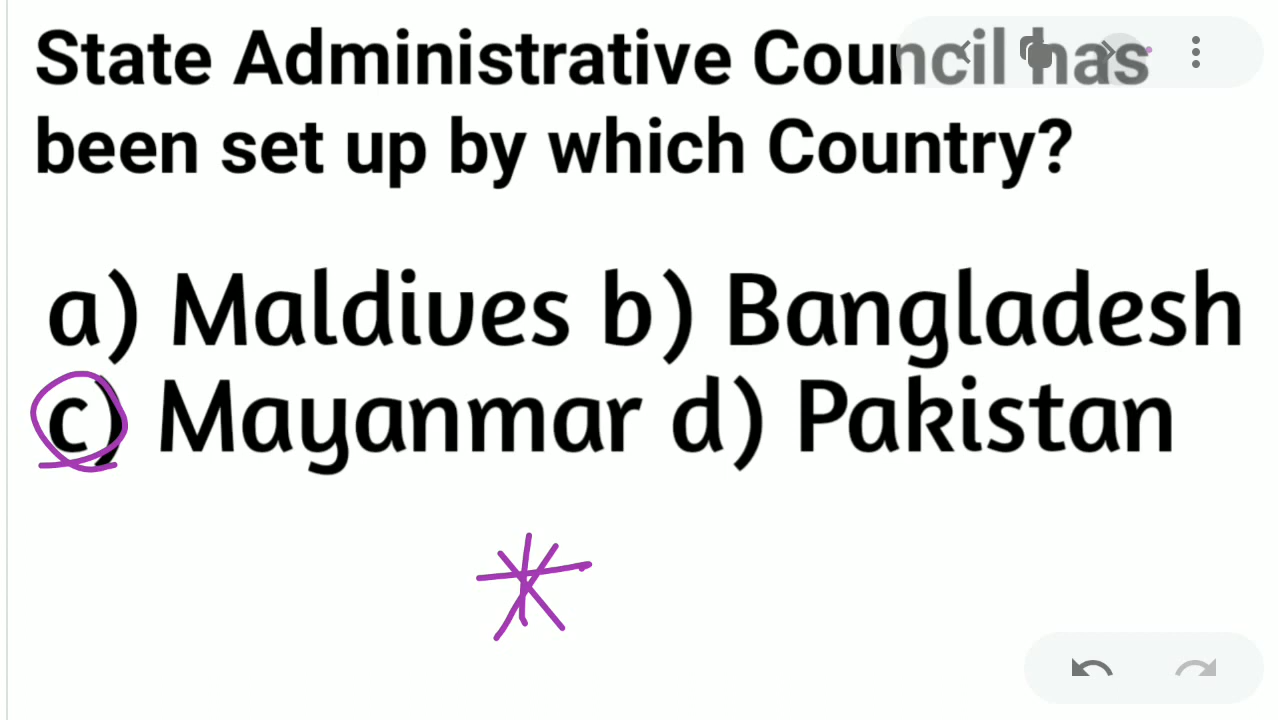 State Administrative Council has
been set up by which Country?
a) Maldives b) Bangladesh
c) Mayanmar d) Pakistan